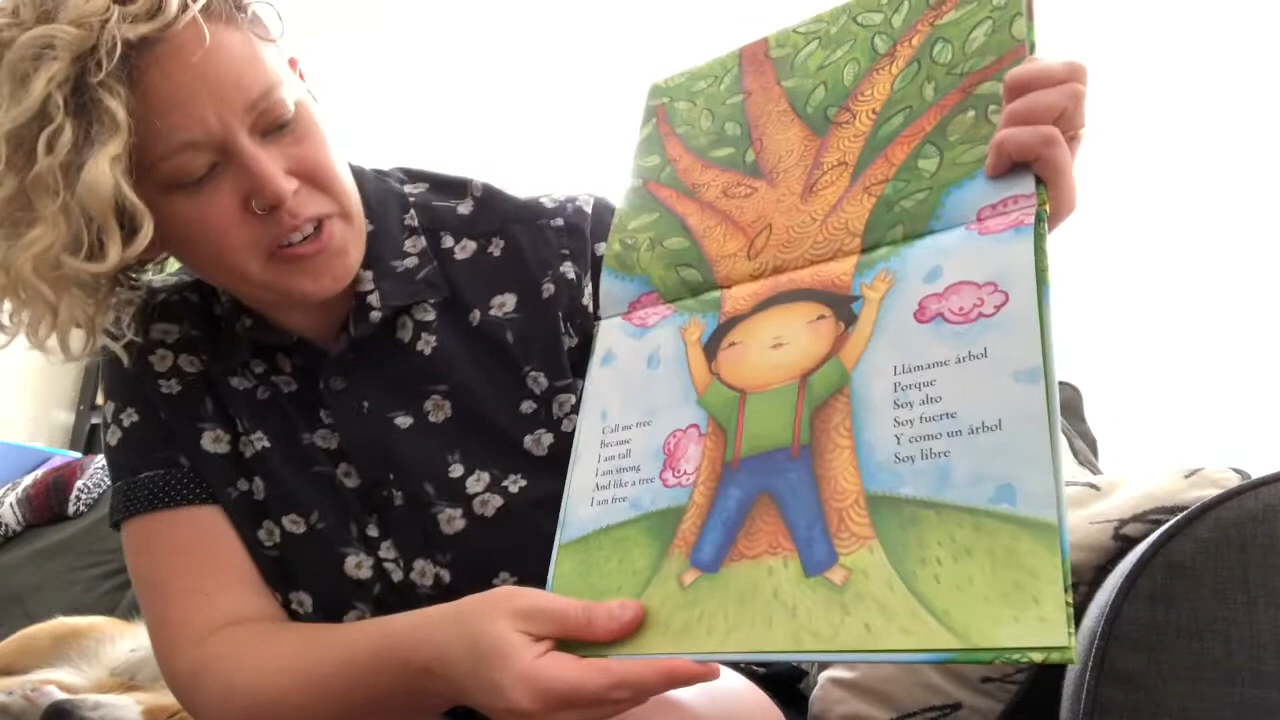 Call me tree
Because
I am tall
I am strong
And like a tree
I am free
Llámame árbol
Porque
Soy alto
Soy fuerte
Y como un árbol
Soy libre